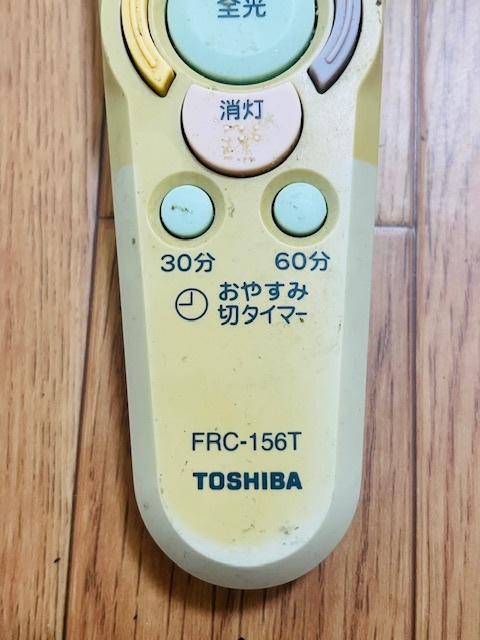 全光
消灯
30分 60分
おやすみ
切タイマー
FRC-156T
TOSHIBA